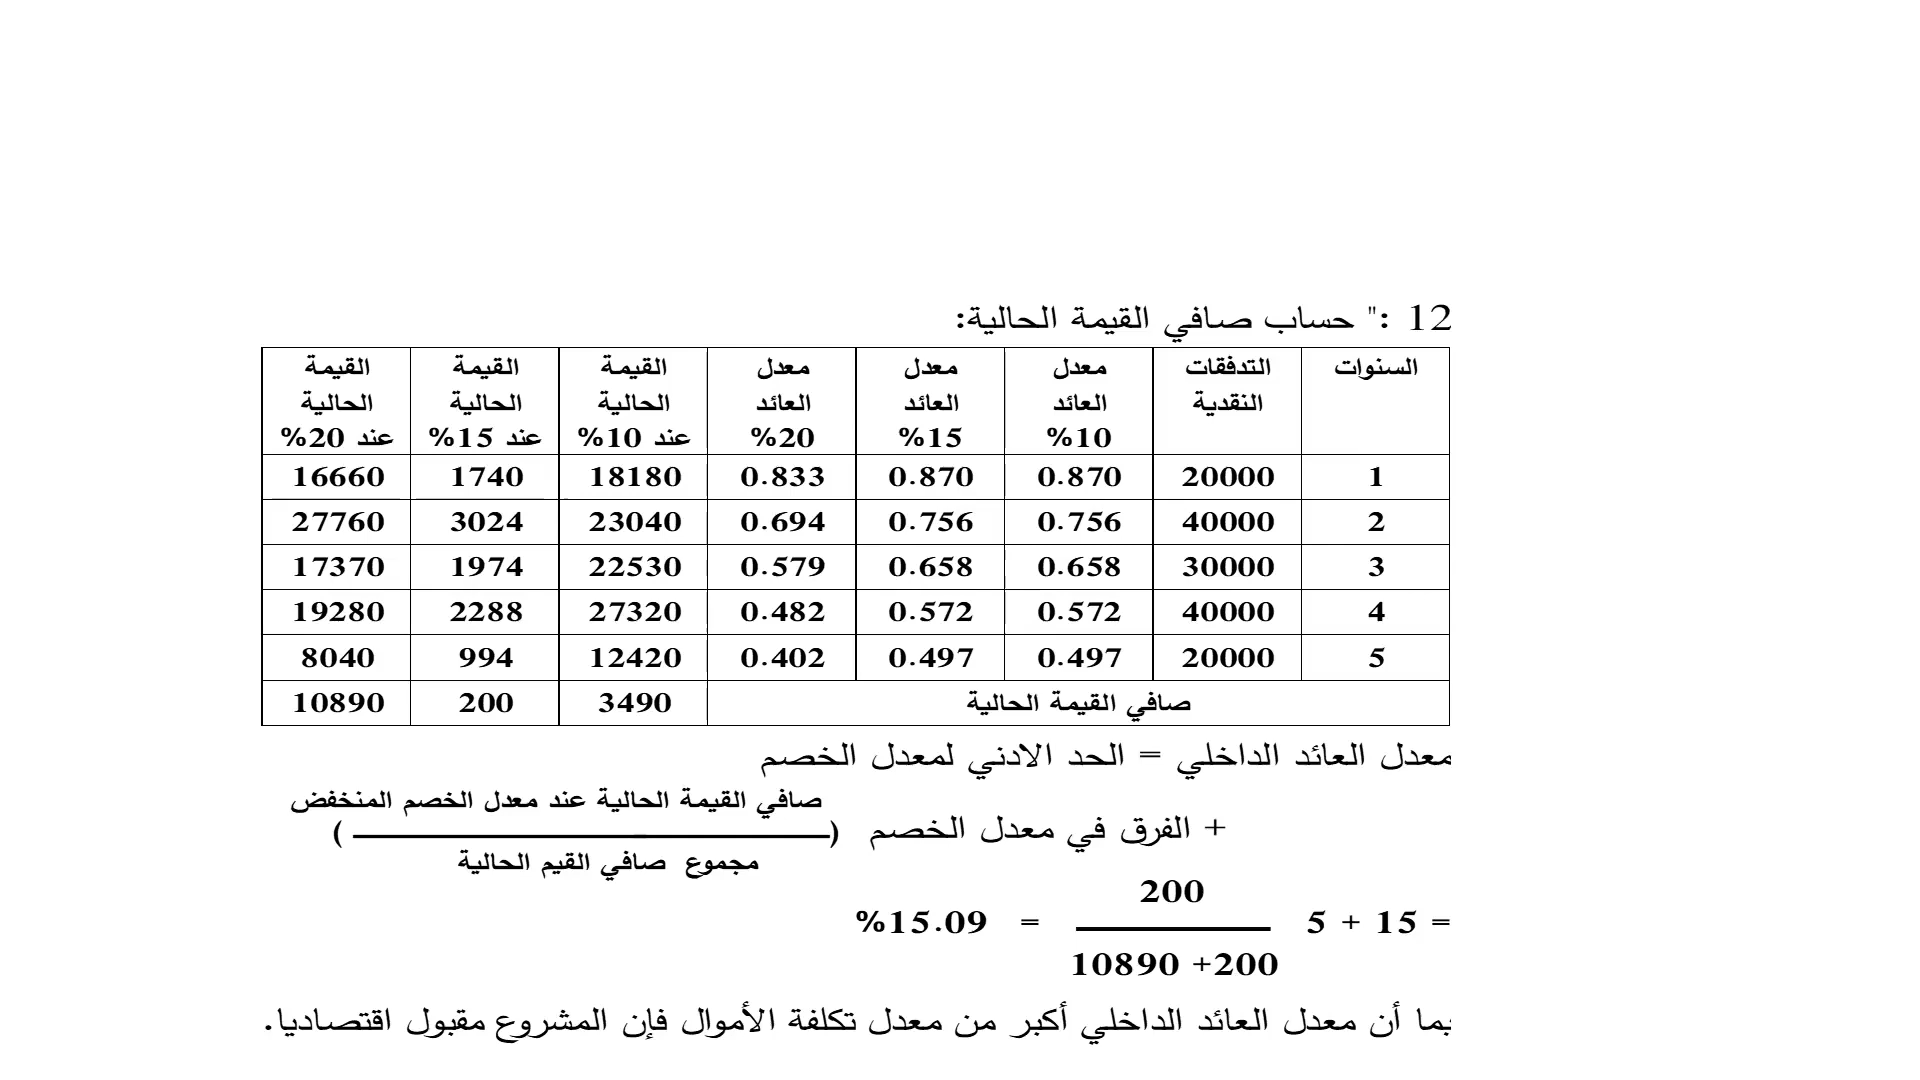 12 :" حساب صافي القيمة الحالية:
السنوات التدفقات النقدية معدل العائد 10% معدل العائد 15% معدل العائد 20% القيمة الحالية عند 10% القيمة الحالية عند 15% القيمة الحالية عند 20%
1 20000 0.870 0.870 0.833 18180 1740 16660
2 40000 0.756 0.756 0.694 23040 3024 27760
3 30000 0.658 0.658 0.579 22530 1974 17370
4 40000 0.572 0.572 0.482 27320 2288 19280
5 20000 0.497 0.497 0.402 12420 994 8040
صافي القيمة الحالية 3490 200 10890
معدل العائد الداخلي = الحد الادني لمعدل الخصم
صافي القيمة الحالية عند معدل الخصم المنخفض
+ الفرق في معدل الخصم ( )
مجموع صافي القيم الحالية
200
= 15 + 5 = 15.09%
10890 +200
بما أن معدل العائد الداخلي أكبر من معدل تكلفة الأموال فإن المشروع مقبول اقتصاديا.